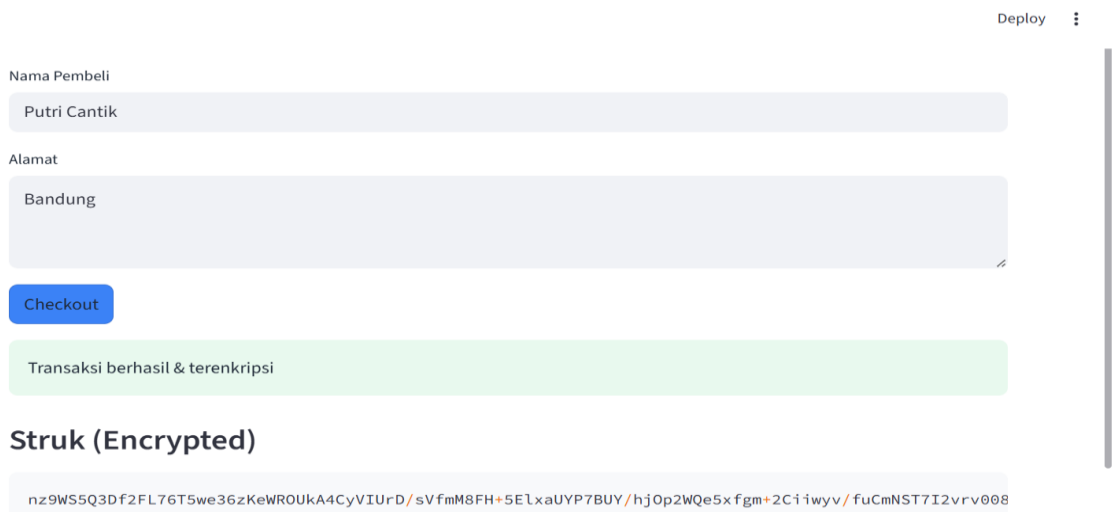 Deploy
Nama Pembeli
Putri Cantik
Alamat
Bandung
Checkout
Transaksi berhasil & terenkripsi
Struk (Encrypted)
nz9WS5Q3Df2FL76T5we36zKeWROUkA4CyVIUrD/sVfmM8FH+5ElxaUYP7BUY/hjOp2WQe5xfgm+2Ciiwyv/fuCmNST7I2vrv008